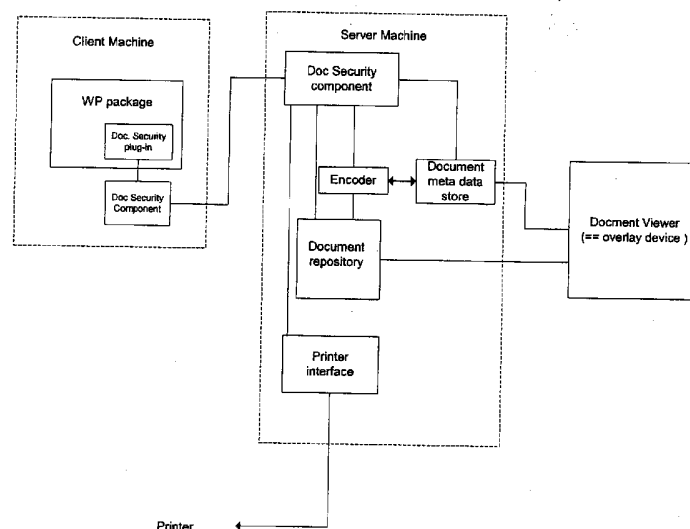 Client Machine
WP package
Doc. Security
plug-in
Doc Security
Component
Server Machine
Doc Security
component
Encoder
Document
meta data
store
Document
repository
Printer
interface
Docment Viewer
(== overlay device )
Printer